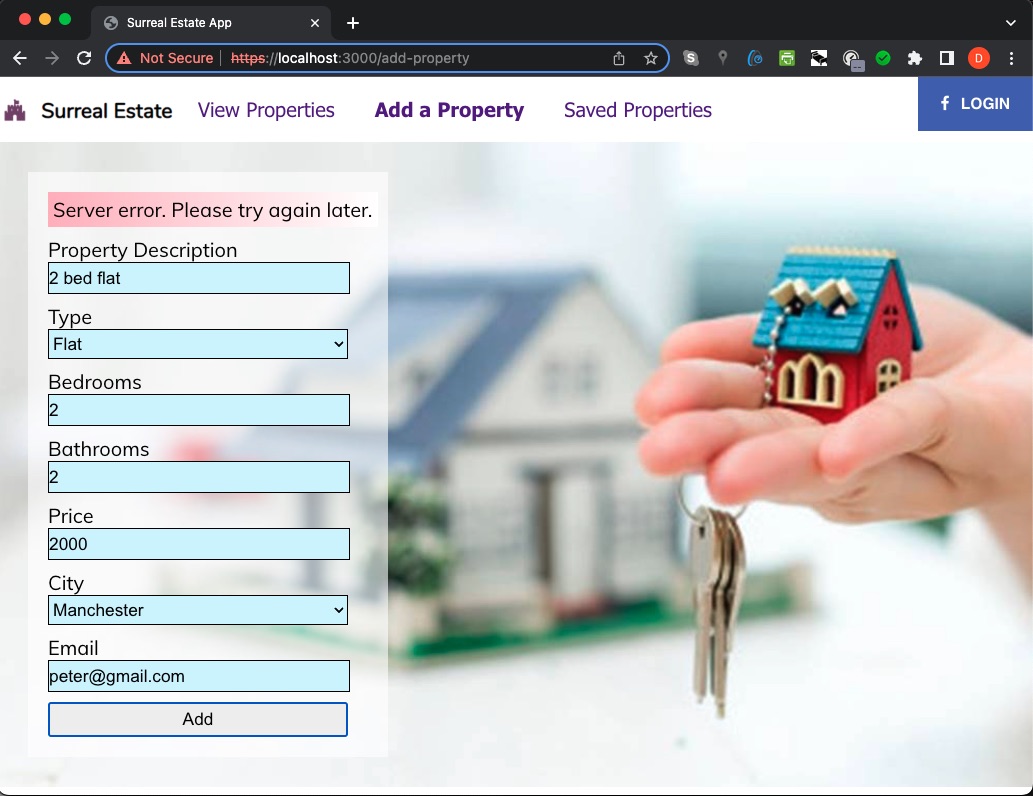 Surreal Estate App
Not Secure
https://localhost:3000/add-property
S
D
Surreal Estate
View Properties
Add a Property
Saved Properties
f LOGIN
Server error. Please try again later.
Property Description
2 bed flat
Type
Flat
Bedrooms
2
Bathrooms
2
Price
2000
City
Manchester
Email
peter@gmail.com
Add